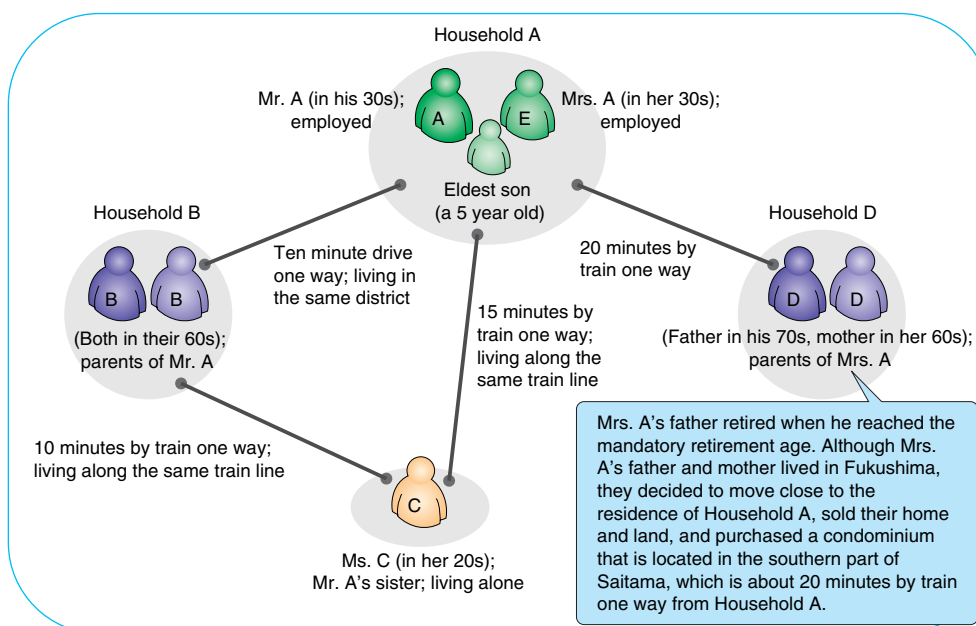 Household A
Mr. A (in his 30s);
employed
A
E
Mrs. A (in her 30s);
employed
Eldest son
(a 5 year old)
Household B
B
B
(Both in their 60s);
parents of Mr. A
Ten minute drive
one way; living in
the same district
15 minutes by
train one way;
living along the
same train line
20 minutes by
train one way
Household D
D
D
(Father in his 70s, mother in her 60s);
parents of Mrs. A
10 minutes by train one way;
living along the same train line
C
Ms. C (in her 20s);
Mr. A's sister; living alone
Mrs. A's father retired when he reached the
mandatory retirement age. Although Mrs.
A's father and mother lived in Fukushima,
they decided to move close to the
residence of Household A, sold their home
and land, and purchased a condominium
that is located in the southern part of
Saitama, which is about 20 minutes by train
one way from Household A.